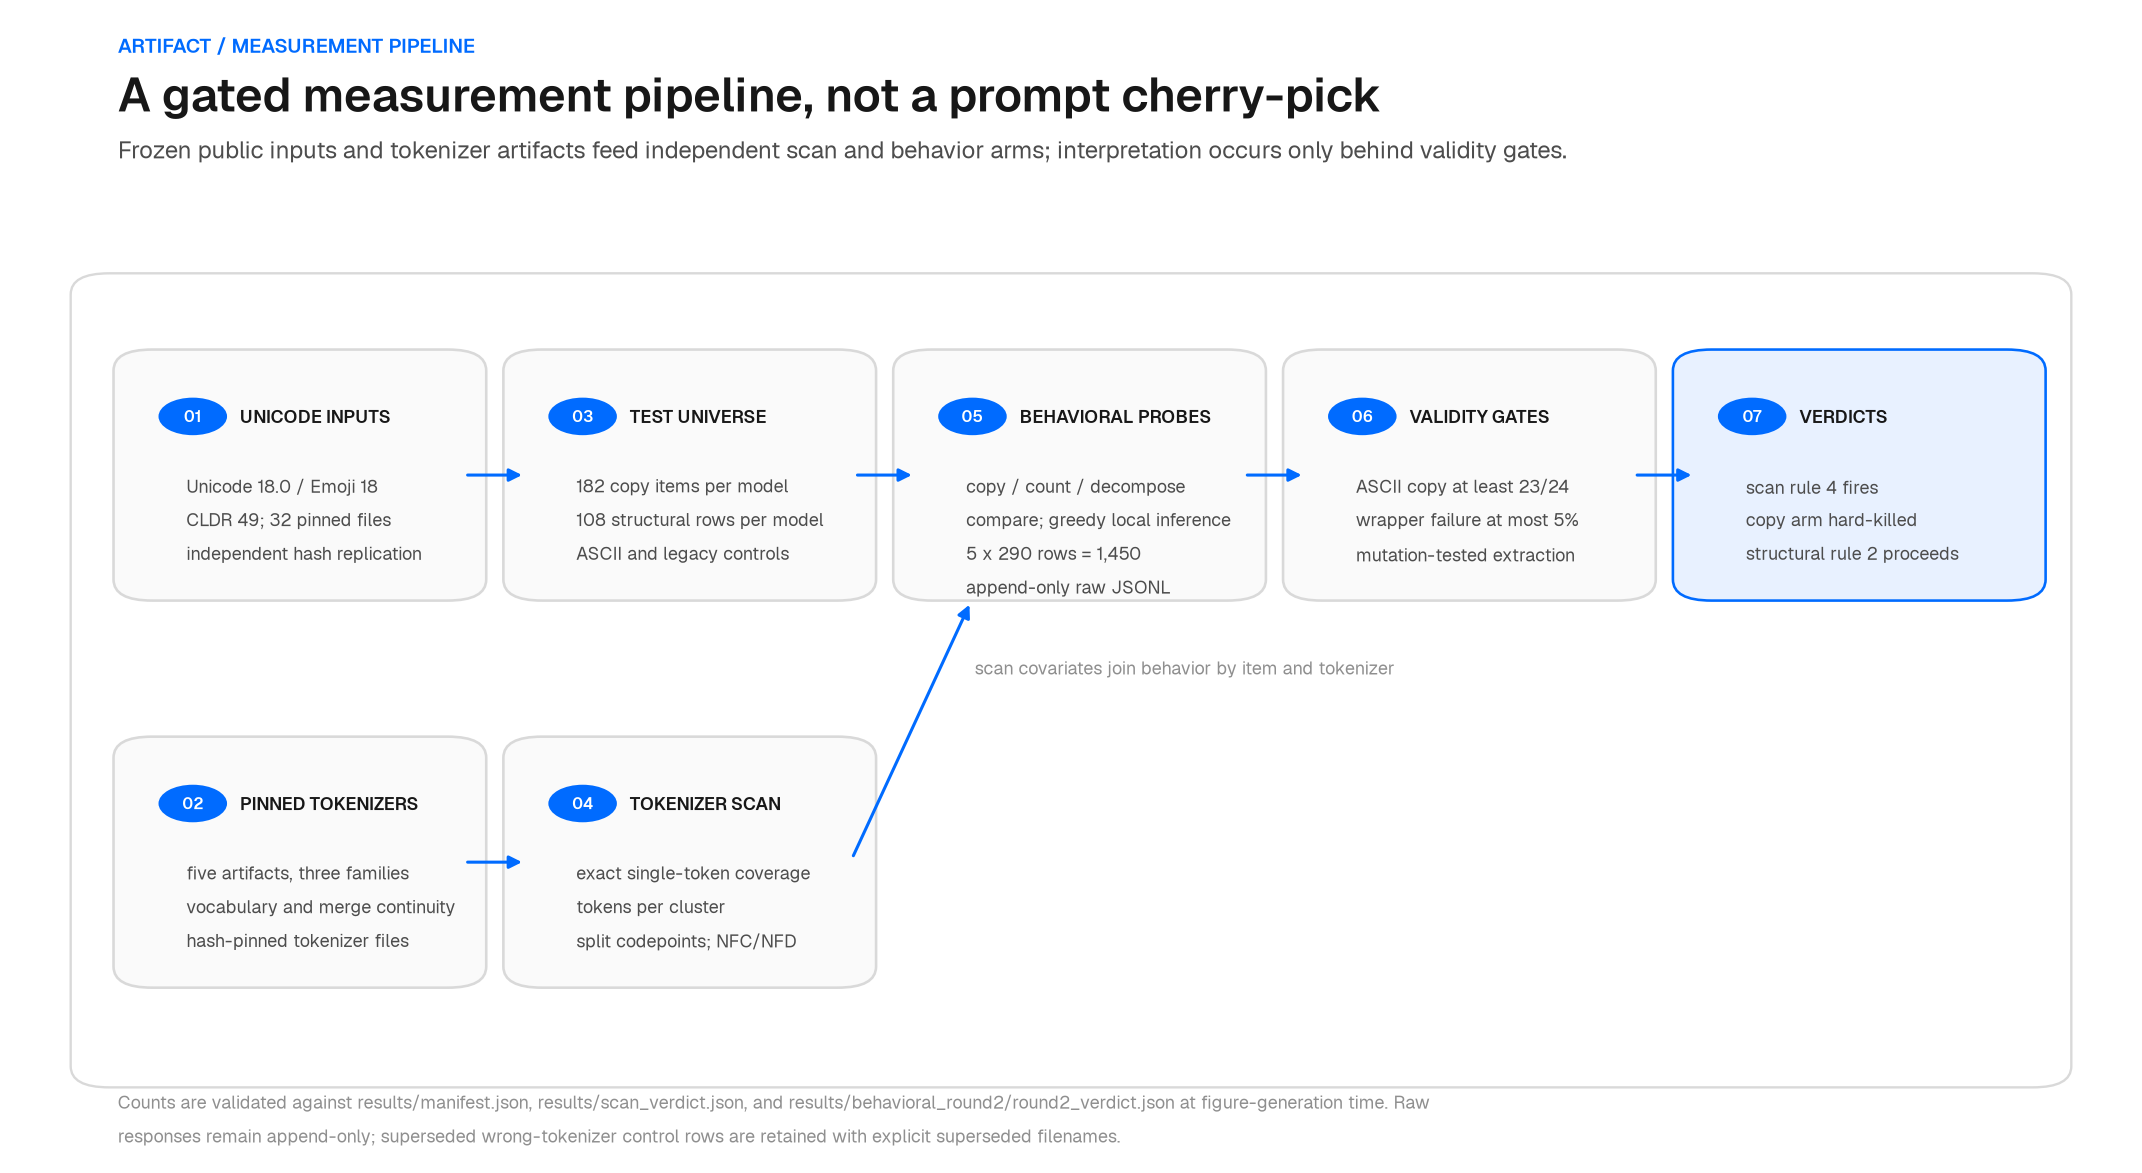 ARTIFACT / MEASUREMENT PIPELINE
A gated measurement pipeline, not a prompt cherry-pick
Frozen public inputs and tokenizer artifacts feed independent scan and behavior arms; interpretation occurs only behind validity gates.
01 UNICODE INPUTS
Unicode 18.0 / Emoji 18
CLDR 49; 32 pinned files
independent hash replication
03 TEST UNIVERSE
182 copy items per model
108 structural rows per model
ASCII and legacy controls
05 BEHAVIORAL PROBES
copy / count / decompose
compare; greedy local inference
5 x 290 rows = 1,450
append-only raw JSONL
06 VALIDITY GATES
ASCII copy at least 23/24
wrapper failure at most 5%
mutation-tested extraction
07 VERDICTS
scan rule 4 fires
copy arm hard-killed
structural rule 2 proceeds
scan covariates join behavior by item and tokenizer
02 PINNED TOKENIZERS
five artifacts, three families
vocabulary and merge continuity
hash-pinned tokenizer files
04 TOKENIZER SCAN
exact single-token coverage
tokens per cluster
split codepoints; NFC/NFD
Counts are validated against results/manifest.json, results/scan_verdict.json, and results/behavioral_round2/round2_verdict.json at figure-generation time. Raw
responses remain append-only; superseded wrong-tokenizer control rows are retained with explicit superseded filenames.